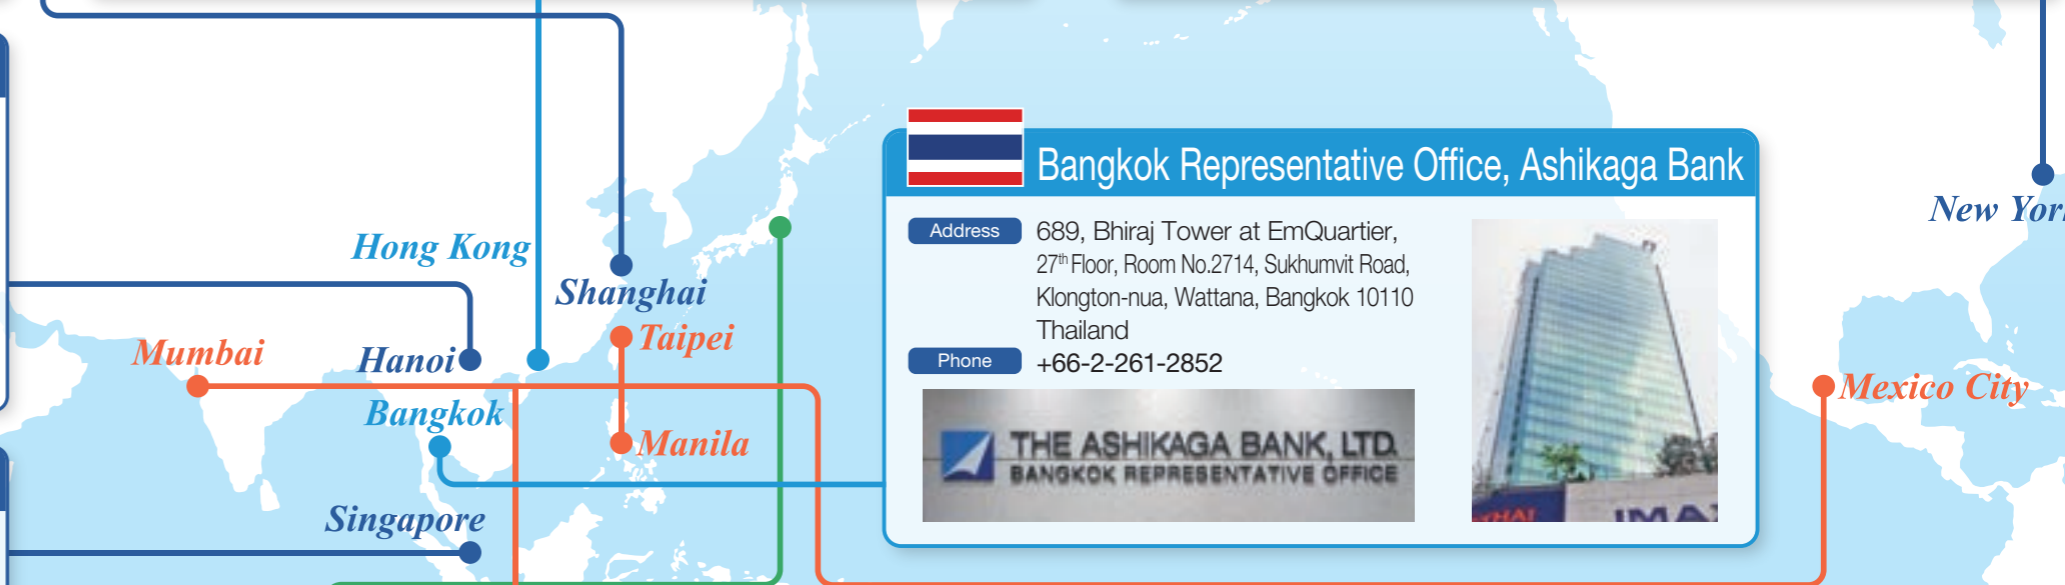 Bangkok Representative Office, Ashikaga Bank
Address
689, Bhiraj Tower at EmQuartier,
27th Floor, Room No.2714, Sukhumvit Road,
Klongton-nua, Wattana, Bangkok 10110
Thailand
Phone
+66-2-261-2852
THE ASHIKAGA BANK, LTD.
BANGKOK REPRESENTATIVE OFFICE
Hong Kong
Shanghai
Taipei
Mumbai
Hanoi
Bangkok
Manila
Singapore
New Yor
Mexico City